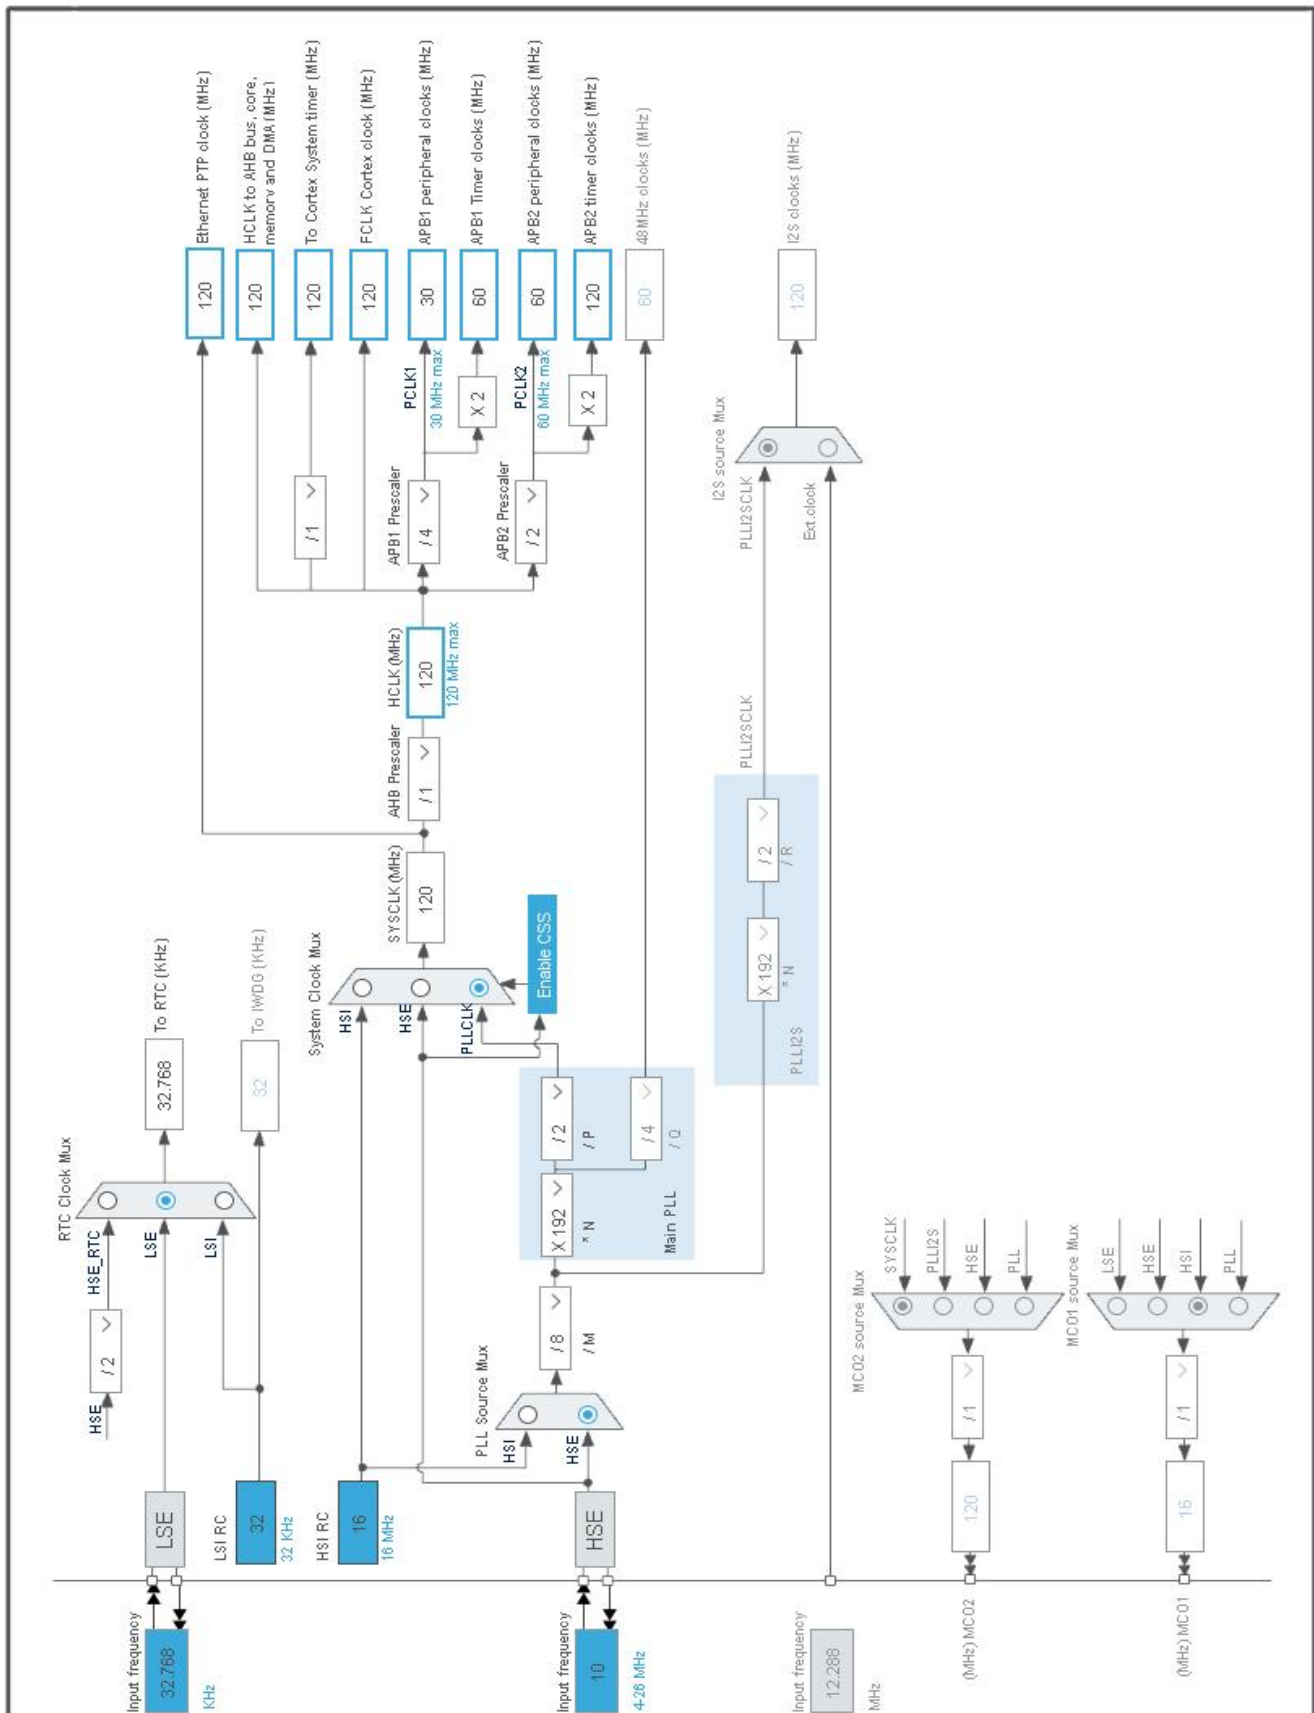 RTC Clock Mux
HSE
/ 2
HSE_RTC
Input frequency
32.768
KHz
LSE
LSE
32.768
To RTC (KHz)
LSI RC
32
32 KHz
LSI
32
To IWDG (KHz)
HSI RC
16
16 MHz
System Clock Mux
HSI
HSE
PLLCLK
Enable CSS
SYSCLK (MHz)
120
AHB Prescaler
/ 1
HCLK (MHz)
120
120 MHz max
120
Ethernet PTP clock (MHz)
120
HCLK to AHB bus, core,
memory and DMA (MHz)
/ 1
120
To Cortex System timer (MHz)
120
FCLK Cortex clock (MHz)
APB1 Prescaler
/ 4
PCLK1
30 MHz max
30
APB1 peripheral clocks (MHz)
X 2
60
APB1 Timer clocks (MHz)
APB2 Prescaler
/ 2
PCLK2
60 MHz max
60
APB2 peripheral clocks (MHz)
X 2
120
APB2 timer clocks (MHz)
60
48MHz clocks (MHz)
PLL Source Mux
HSI
HSE
Input frequency
10
4-26 MHz
HSE
/ 8
/ M
X 192
* N
/ 2
/ P
/ 4
/ Q
Main PLL
X 192
* N
/ 2
/ R
PLLI2S
PLLI2SCLK
I2S source Mux
PLLI2SCLK
Ext.clock
120
I2S clocks (MHz)
Input frequency
12.288
MHz
MCO2 source Mux
SYSCLK
PLLI2S
HSE
PLL
/ 1
120
(MHz) MCO2
MCO1 source Mux
LSE
HSE
HSI
PLL
/ 1
16
(MHz) MCO1